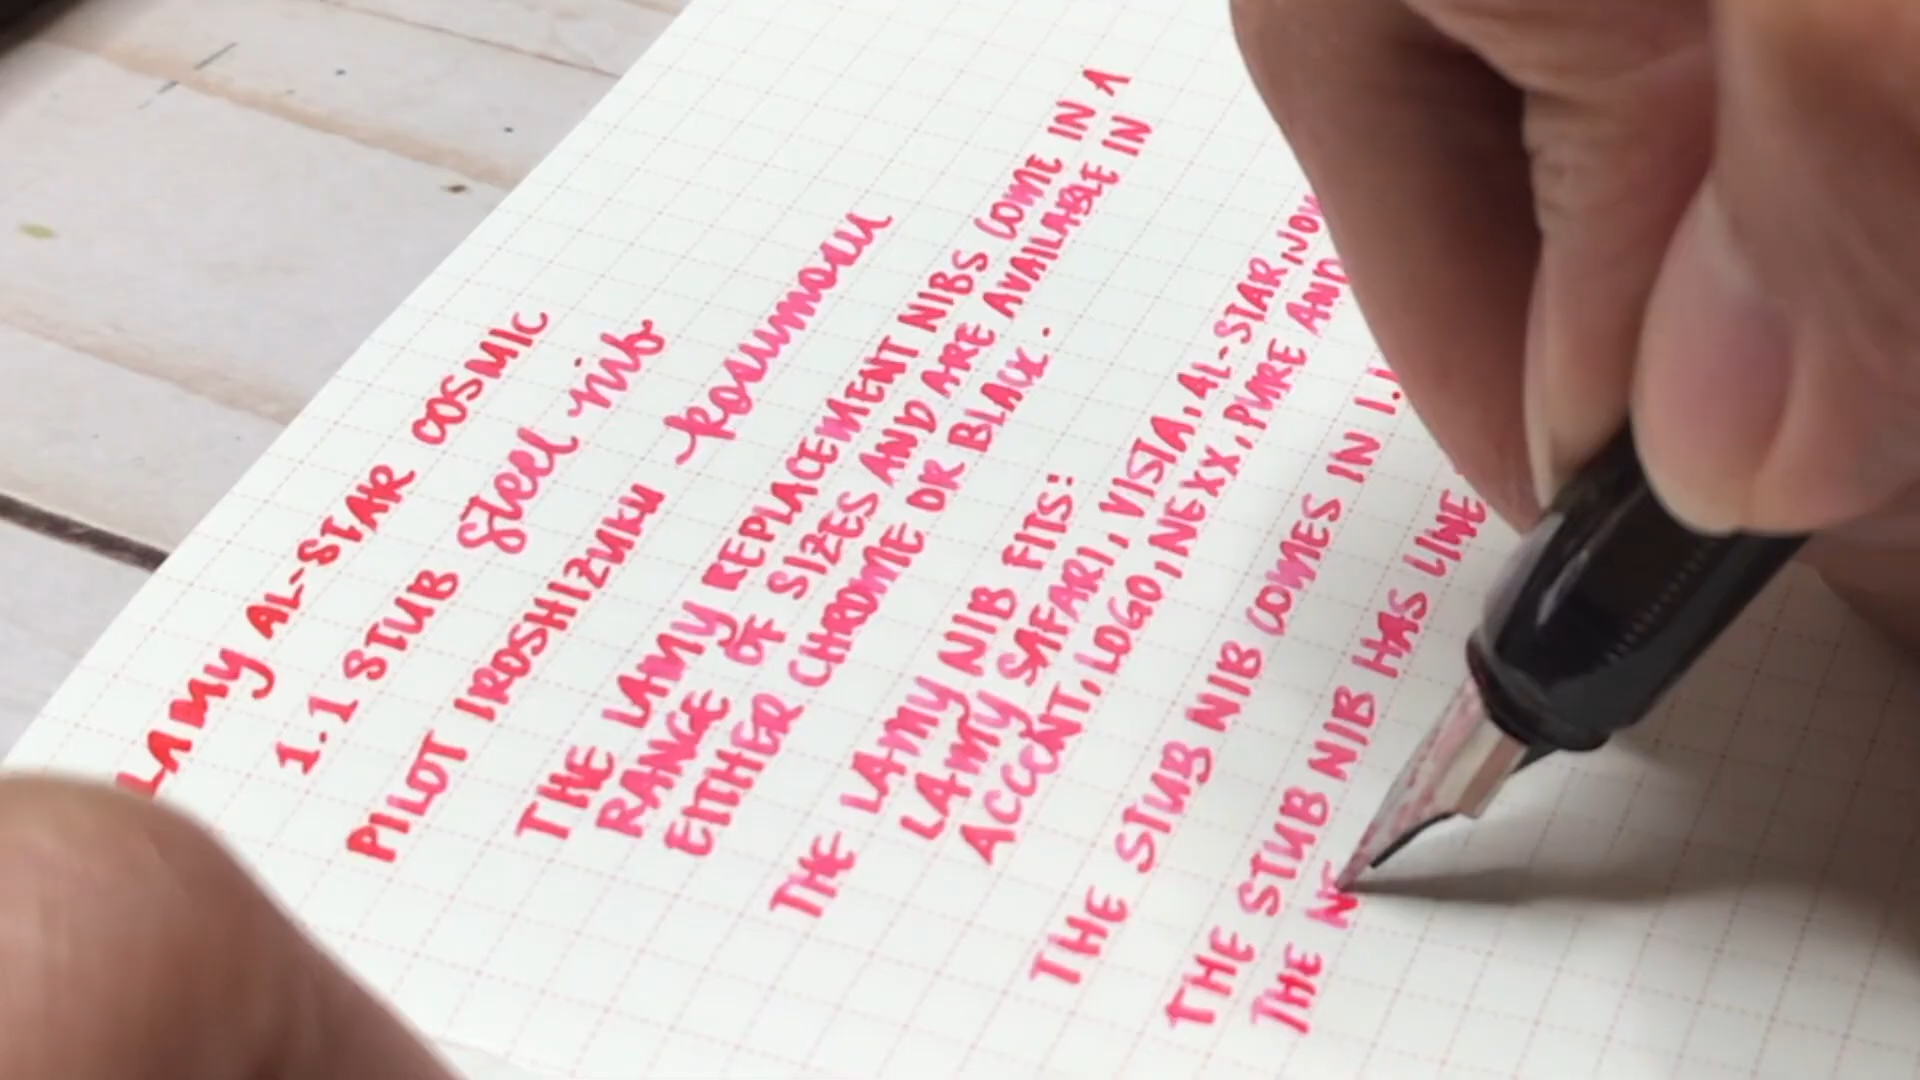 LAMY AL-STAR COSMIC
1.1 STUB steel nib
PILOT IROSHIZUKU
THE LAMY REPLACEMENT NIBS COME IN A
RANGE OF SIZES AND ARE AVAILABLE IN
EITHER CHROME OR BLACK.
THE LAMY NIB FITS:
LAMY SAFARI, VISTA, AL-STAR, JOY
ACCENT, LOGO, NEXX, PURE AND
THE STUB NIB COMES IN 1.1
THE STUB NIB HAS LINE
THE